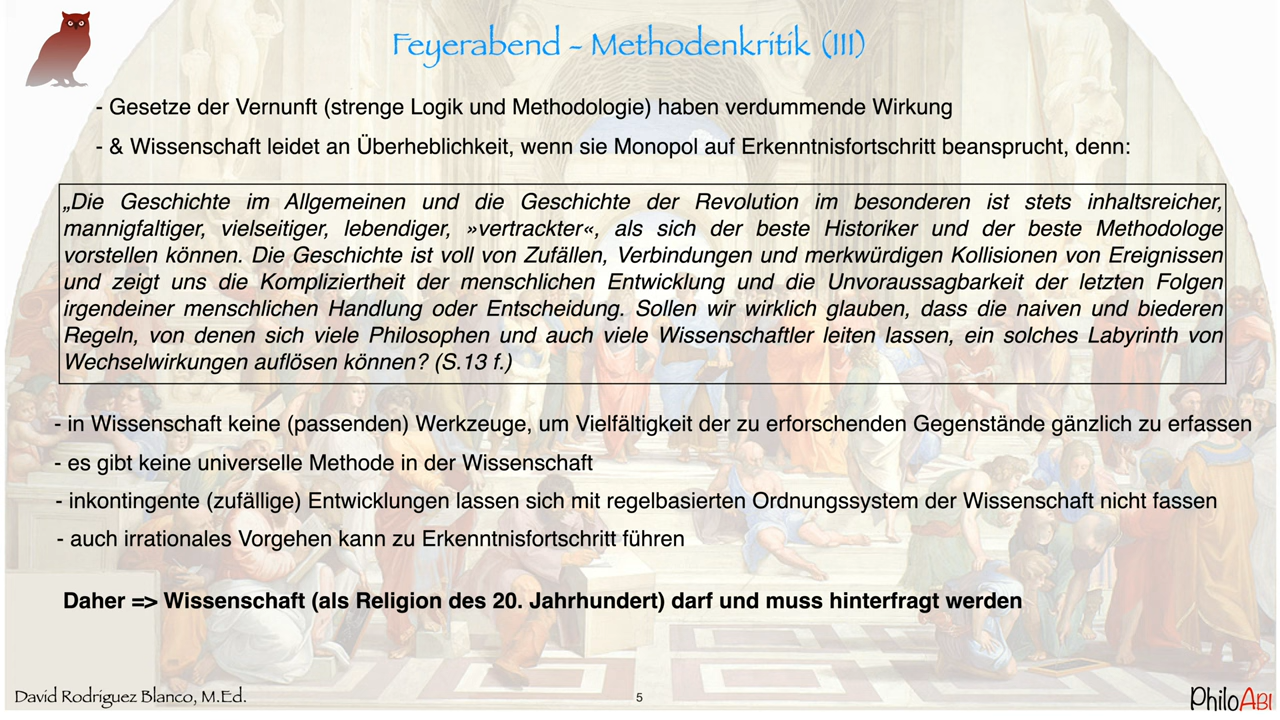 Feyerabend - Methodenkritik (III)
- Gesetze der Vernunft (strenge Logik und Methodologie) haben verdummende Wirkung
- & Wissenschaft leidet an Überheblichkeit, wenn sie Monopol auf Erkenntnisfortschritt beansprucht, denn:
„Die Geschichte im Allgemeinen und die Geschichte der Revolution im besonderen ist stets inhaltsreicher,
mannigfaltiger, vielseitiger, lebendiger, »vertrackter«, als sich der beste Historiker und der beste Methodologe
vorstellen können. Die Geschichte ist voll von Zufällen, Verbindungen und merkwürdigen Kollisionen von Ereignissen
und zeigt uns die Kompliziertheit der menschlichen Entwicklung und die Unvoraussagbarkeit der letzten Folgen
irgendeiner menschlichen Handlung oder Entscheidung. Sollen wir wirklich glauben, dass die naiven und biederen
Regeln, von denen sich viele Philosophen und auch viele Wissenschaftler leiten lassen, ein solches Labyrinth von
Wechselwirkungen auflösen können? (S.13 f.)
- in Wissenschaft keine (passenden) Werkzeuge, um Vielfältigkeit der zu erforschenden Gegenstände gänzlich zu erfassen
- es gibt keine universelle Methode in der Wissenschaft
- inkontingente (zufällige) Entwicklungen lassen sich mit regelbasierten Ordnungssystem der Wissenschaft nicht fassen
- auch irrationales Vorgehen kann zu Erkenntnisfortschritt führen
Daher => Wissenschaft (als Religion des 20. Jahrhundert) darf und muss hinterfragt werden
David Rodríguez Blanco, M.Ed.
5
PhiloABI